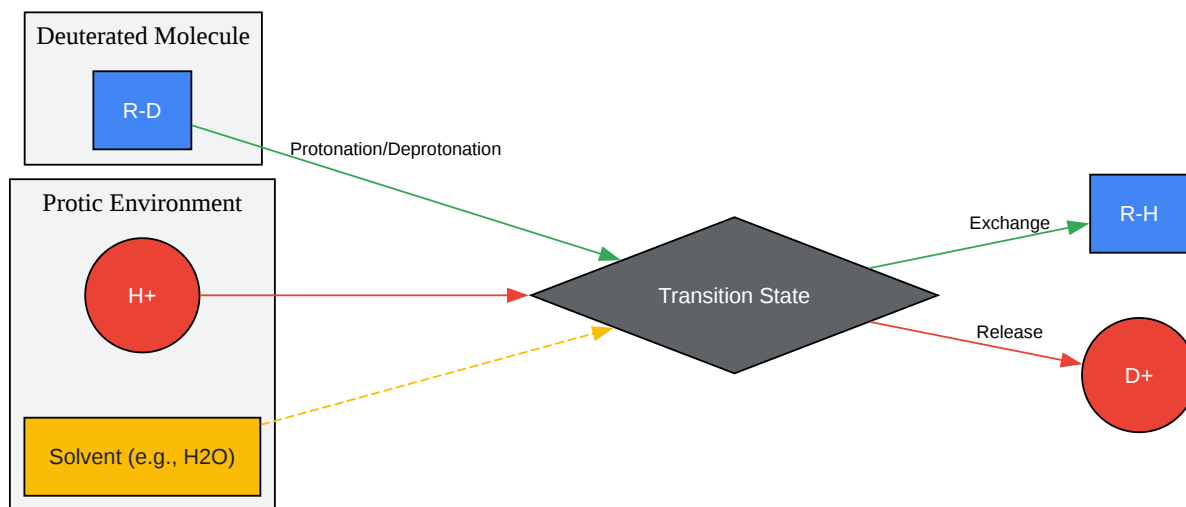 Deuterated Molecule
R-D
Protonation/Deprotonation
Protic Environment
H+
Solvent (e.g., H2O)
Transition State
Exchange
R-H
Release
D+